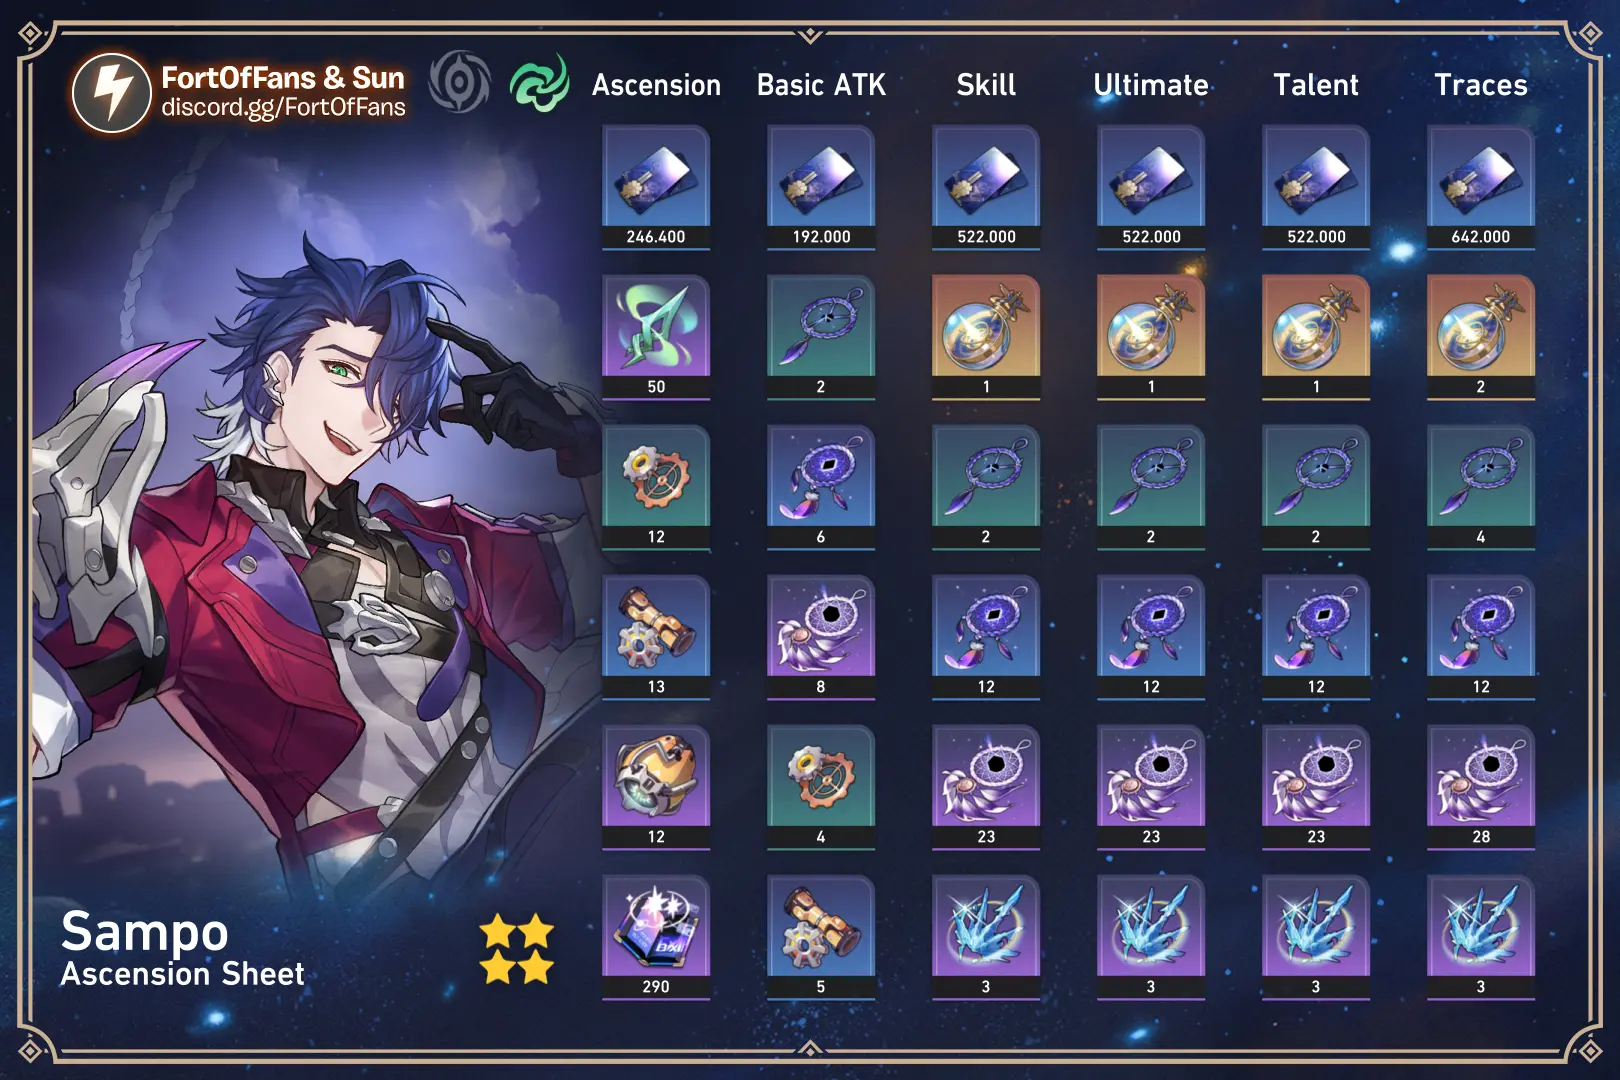 FortOfFans & Sun
discord.gg/FortOfFans
Ascension Basic ATK Skill Ultimate Talent Traces
246.400 192.000 522.000 522.000 522.000 642.000
50 2 1 1 1 2
12 6 2 2 2 4
13 8 12 12 12 12
12 4 23 23 23 28
290 5 3 3 3 3
Sampo
Ascension Sheet